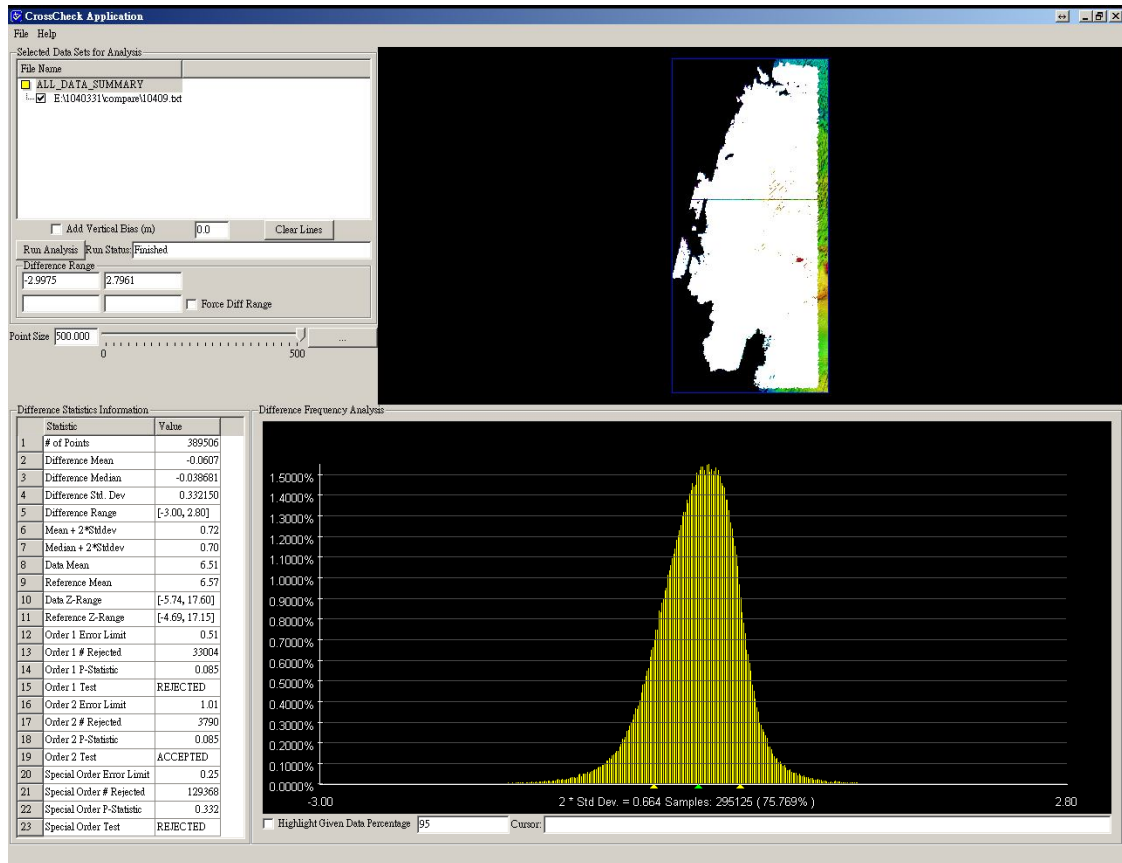 CrossCheck Application
File Help
Selected Data Sets for Analysis
File Name
ALL_DATA_SUMMARY
E:\1040331\compare\10409.txt
Add Vertical Bias (m) 0.0 Clear Lines
Run Analysis Run Status: Finished
Difference Range
-2.9975 2.7961
Force Diff Range
Point Size 500.000 ...
0 500
Difference Statistics Information
Statistic Value
1 # of Points 389506
2 Difference Mean -0.0607
3 Difference Median -0.038681
4 Difference Std. Dev 0.332150
5 Difference Range [-3.00, 2.80]
6 Mean + 2*Stddev 0.72
7 Median + 2*Stddev 0.70
8 Data Mean 6.51
9 Reference Mean 6.57
10 Data Z-Range [-5.74, 17.60]
11 Reference Z-Range [-4.69, 17.15]
12 Order 1 Error Limit 0.51
13 Order 1 # Rejected 33004
14 Order 1 P-Statistic 0.085
15 Order 1 Test REJECTED
16 Order 2 Error Limit 1.01
17 Order 2 # Rejected 3790
18 Order 2 P-Statistic 0.085
19 Order 2 Test ACCEPTED
20 Special Order Error Limit 0.25
21 Special Order # Rejected 129368
22 Special Order P-Statistic 0.332
23 Special Order Test REJECTED
Difference Frequency Analysis
1.5000%
1.4000%
1.3000%
1.2000%
1.1000%
1.0000%
0.9000%
0.8000%
0.7000%
0.6000%
0.5000%
0.4000%
0.3000%
0.2000%
0.1000%
0.0000%
-3.00 2 * Std Dev. = 0.664 Samples: 295125 ( 75.769% ) 2.80
Highlight Given Data Percentage 95 Cursor: